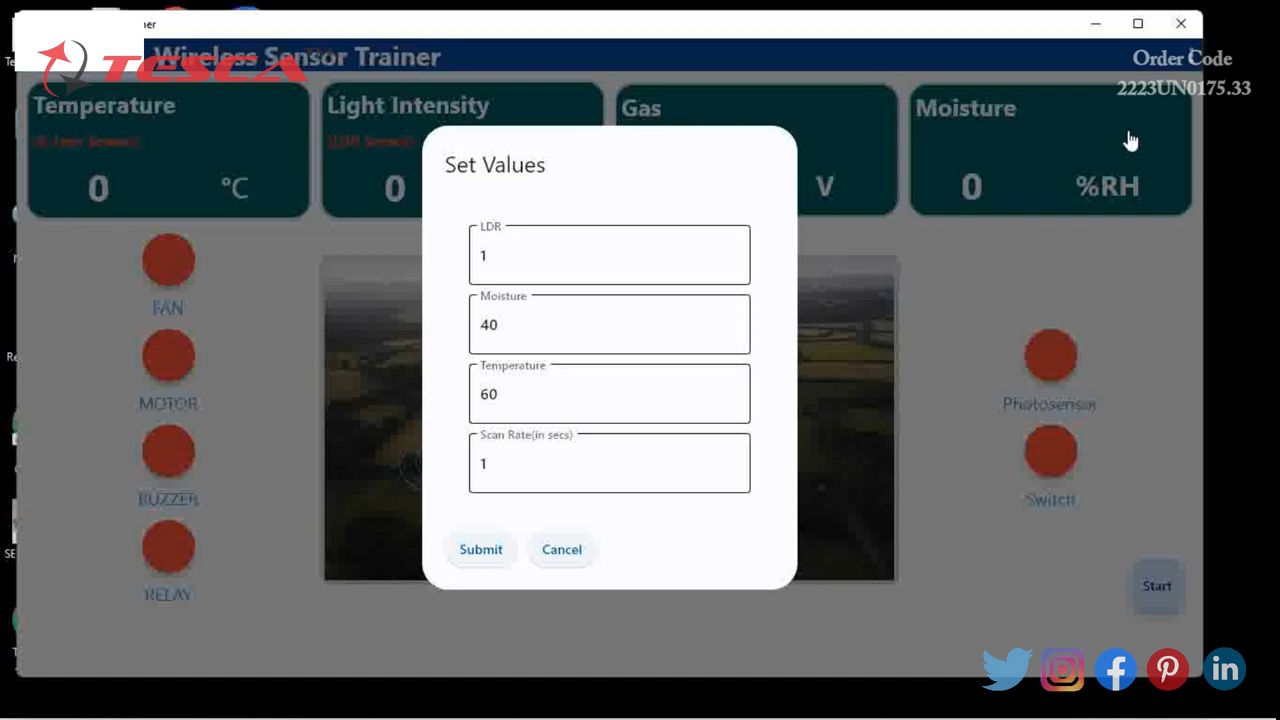 Wireless Sensor Trainer
TESCA
Order Code
2223UN0175.33
Temperature
0 °C
Light Intensity
0
Gas
V
Moisture
0 %RH
Set Values
LDR
1
Moisture
40
Temperature
60
Scan Rate(in secs)
1
Submit Cancel
FAN
MOTOR
BUZZER
RELAY
Photosensor
Switch
Start